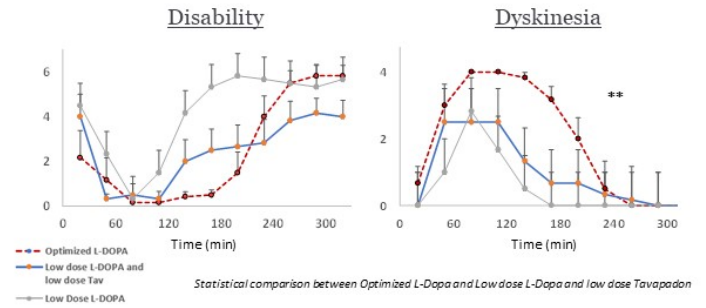 Disability
Dyskinesia
6
4
2
0
0
60
120
180
240
300
Time (min)
4
2
0
**
0
60
120
180
240
300
Time (min)
Optimized L-DOPA
Low dose L-DOPA and
low dose Tav
Low Dose L-DOPA
Statistical comparison between Optimized L-Dopa and Low dose L-Dopa and low dose Tavapadon